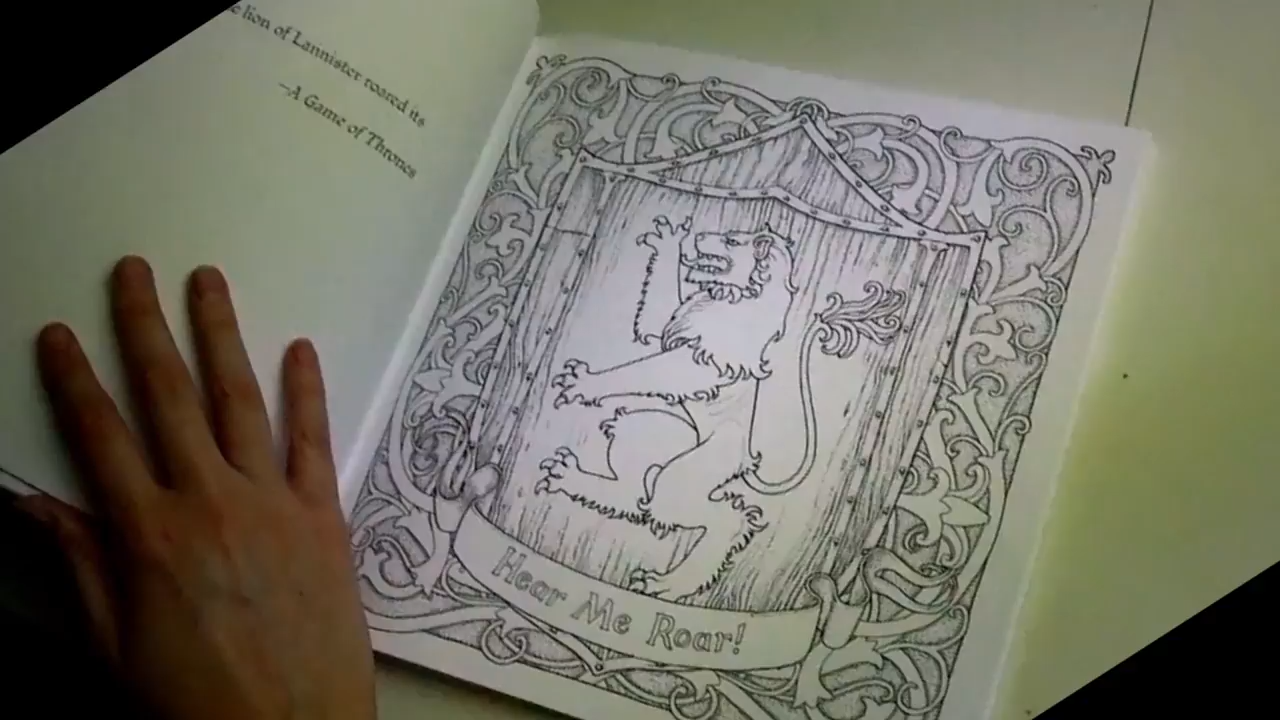 lion of Lannister roared its
—A Game of Thrones
Hear Me Roar!